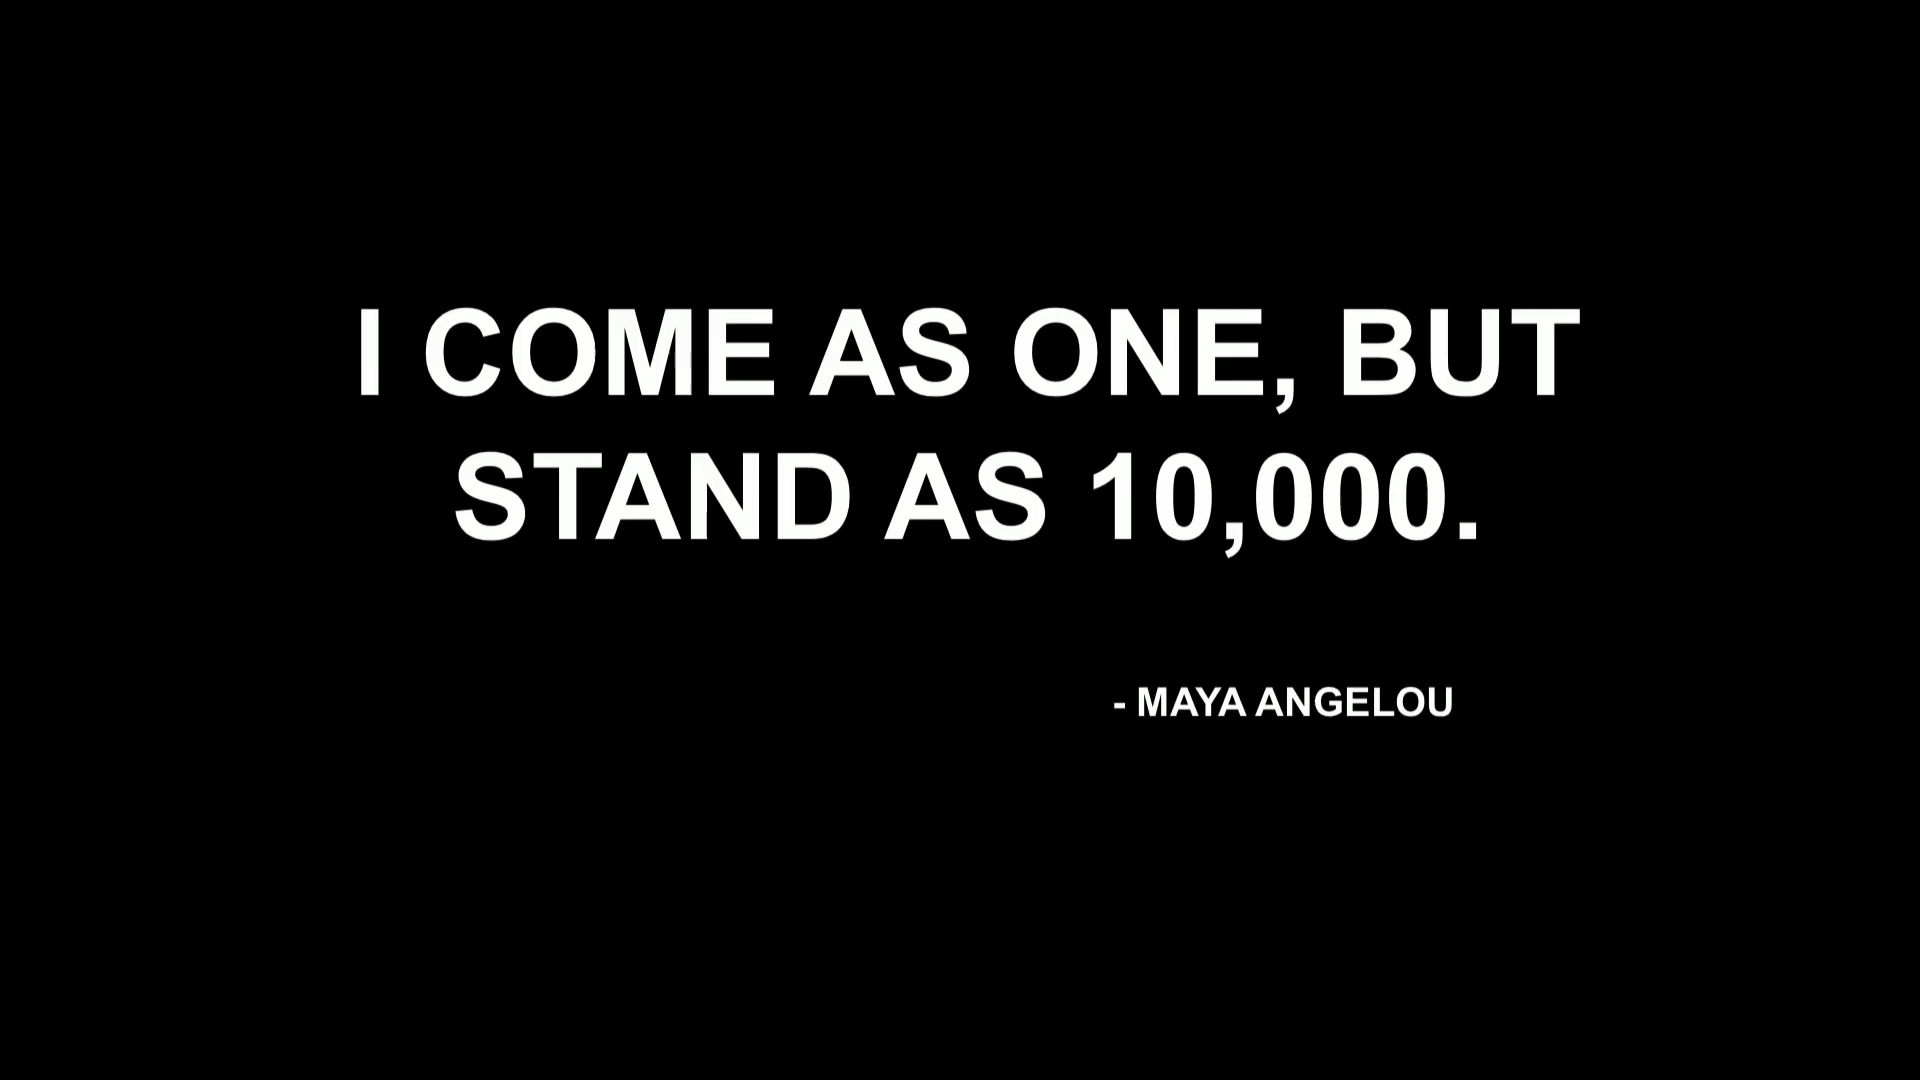 I COME AS ONE, BUT
STAND AS 10,000.
- MAYA ANGELOU